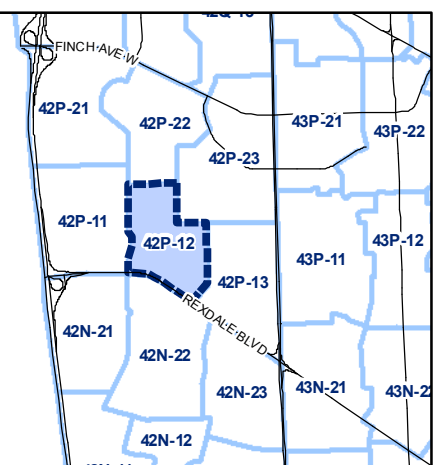 FINCH AVE W
42P-21
42P-22
43P-21
43P-22
42P-23
42P-11
42P-12
43P-12
43P-11
42P-13
REXDALE BLVD
42N-21
42N-22
42N-23
43N-21
42N-12